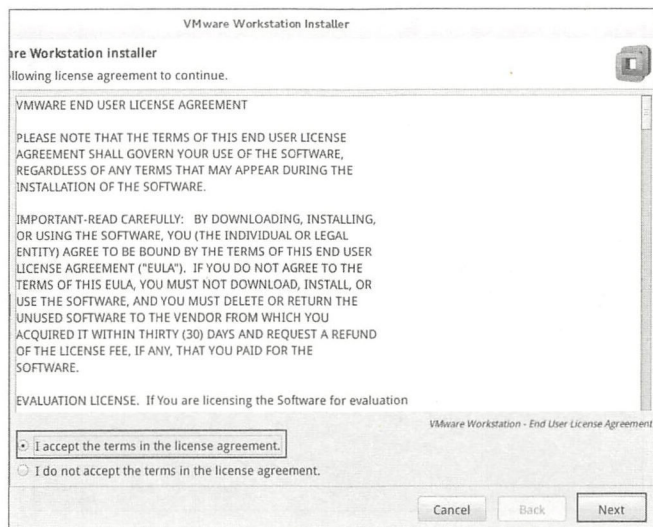 VMware Workstation Installer
are Workstation installer
llowing license agreement to continue.
VMWARE END USER LICENSE AGREEMENT
PLEASE NOTE THAT THE TERMS OF THIS END USER LICENSE
AGREEMENT SHALL GOVERN YOUR USE OF THE SOFTWARE,
REGARDLESS OF ANY TERMS THAT MAY APPEAR DURING THE
INSTALLATION OF THE SOFTWARE.
IMPORTANT-READ CAREFULLY: BY DOWNLOADING, INSTALLING,
OR USING THE SOFTWARE, YOU (THE INDIVIDUAL OR LEGAL
ENTITY) AGREE TO BE BOUND BY THE TERMS OF THIS END USER
LICENSE AGREEMENT ("EULA"). IF YOU DO NOT AGREE TO THE
TERMS OF THIS EULA, YOU MUST NOT DOWNLOAD, INSTALL, OR
USE THE SOFTWARE, AND YOU MUST DELETE OR RETURN THE
UNUSED SOFTWARE TO THE VENDOR FROM WHICH YOU
ACQUIRED IT WITHIN THIRTY (30) DAYS AND REQUEST A REFUND
OF THE LICENSE FEE, IF ANY, THAT YOU PAID FOR THE
SOFTWARE.
EVALUATION LICENSE. If You are licensing the Software for evaluation
VMware Workstation - End User License Agreement
I accept the terms in the license agreement.
I do not accept the terms in the license agreement.
Cancel
Back
Next